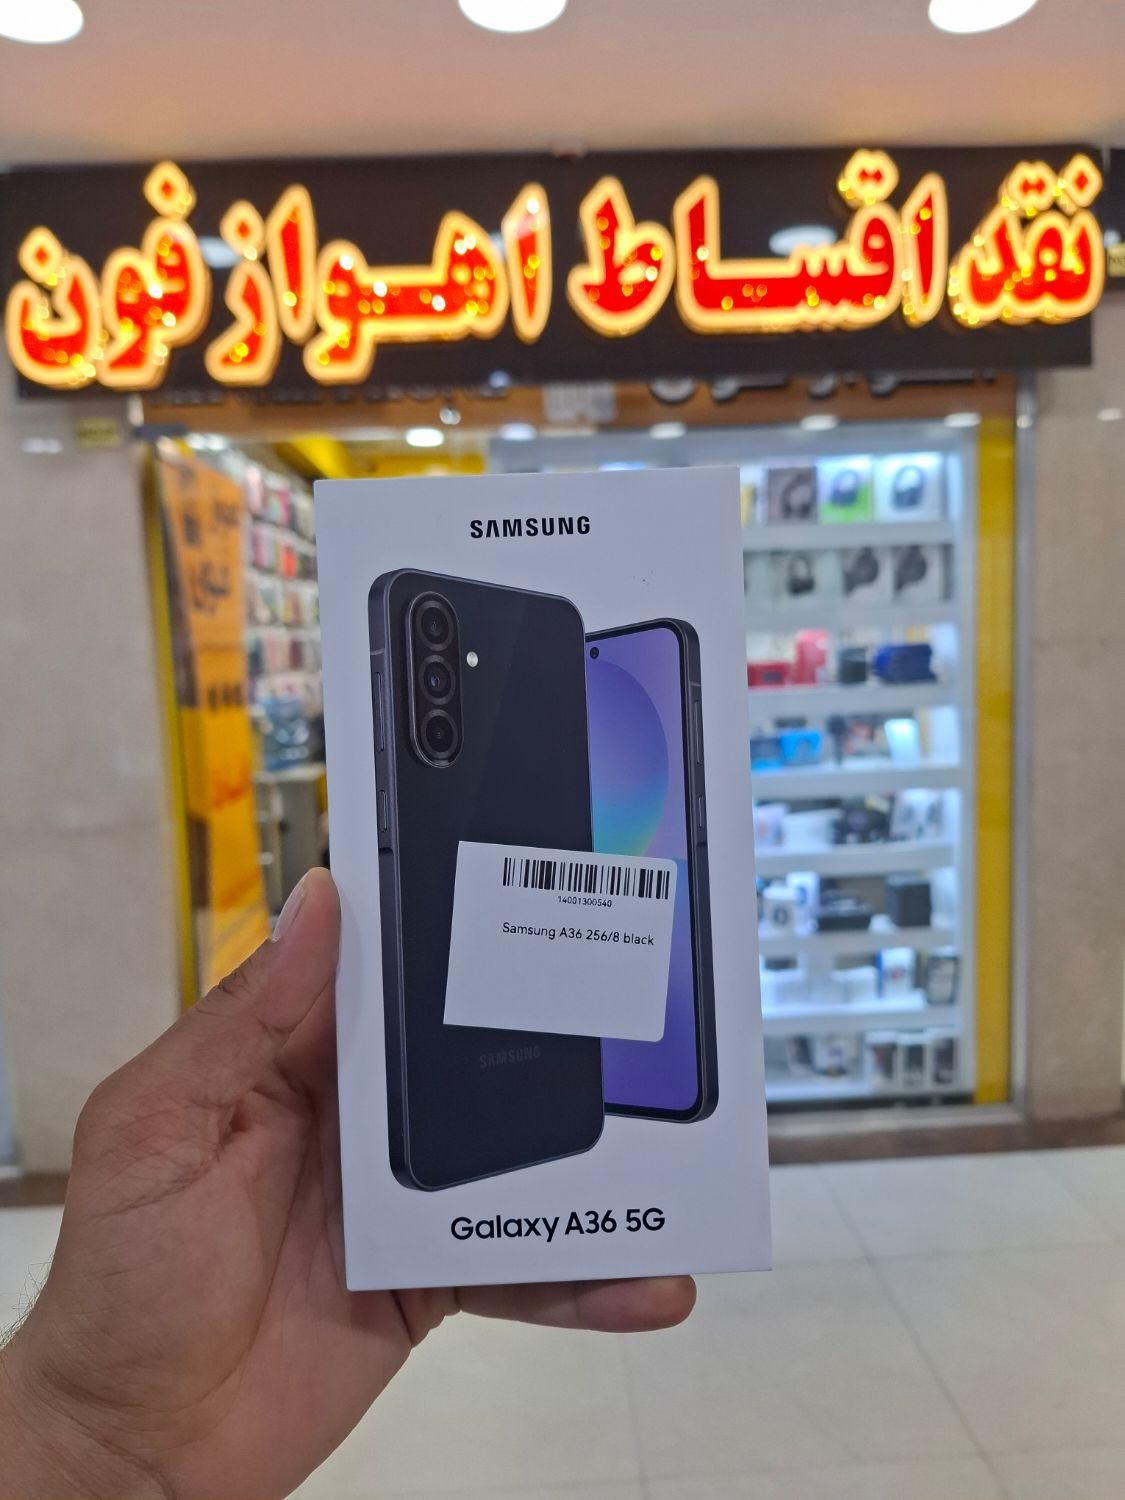 نقد اقساط اهواز فون
SAMSUNG
14001300540
Samsung A36 256/8 black
SAMSUNG
Galaxy A36 5G